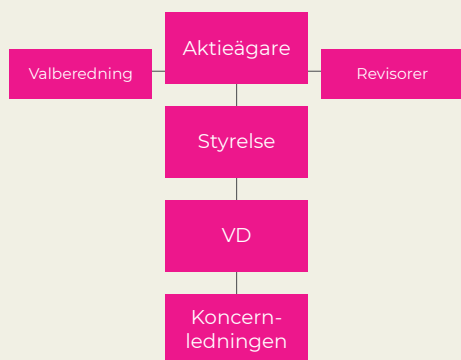 Aktieägare
Valberedning
Revisorer
Styrelse
VD
Koncern-
ledningen